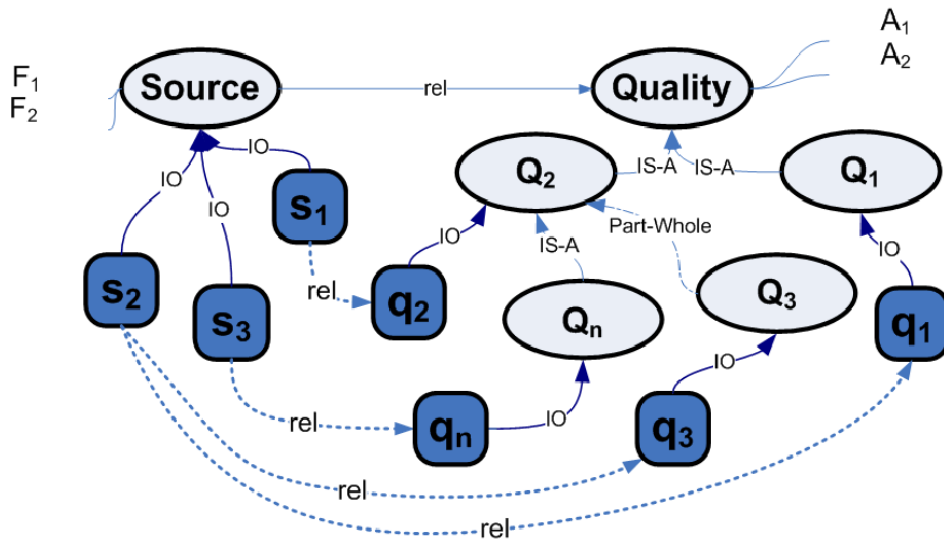 A₁
F₁ Source rel Quality A₂
F₂
IO IO IS-A IS-A
Q₂ Q₁
IO s₁ Part-Whole
IO IS-A IO
s₂ rel q₂ Q₃
s₃ Qₙ q₁
IO IO
rel qₙ IO q₃
rel
rel